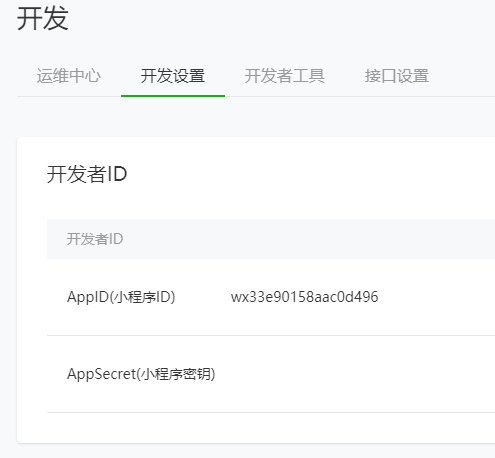 开发
运维中心 开发设置 开发者工具 接口设置
开发者ID
开发者ID
AppID(小程序ID) wx33e90158aac0d496
AppSecret(小程序密钥)